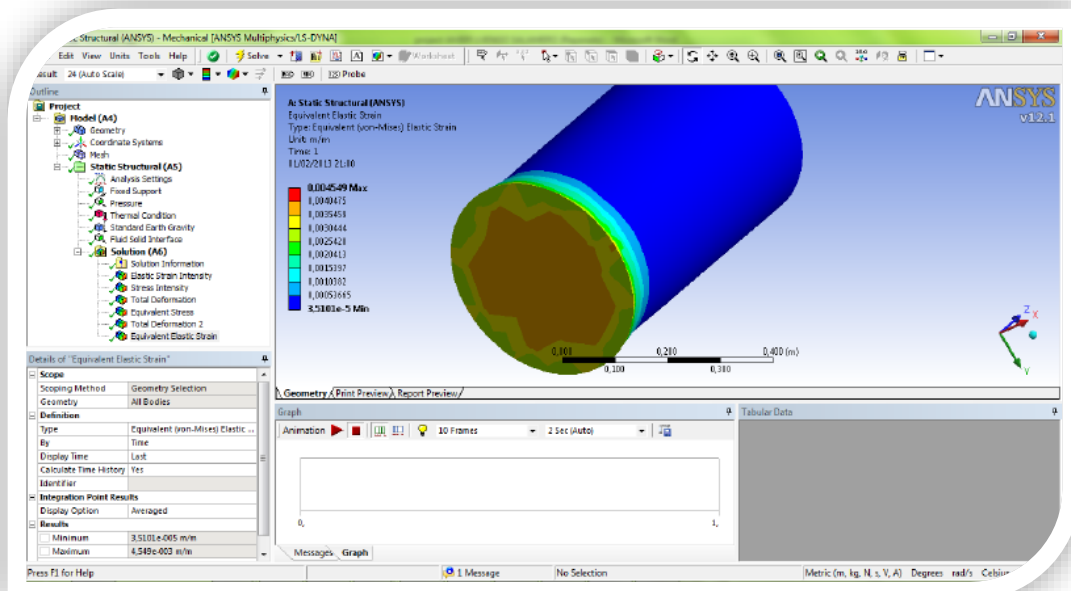 Static Structural (ANSYS) - Mechanical [ANSYS Multiphysics/LS-DYNA]
Edit View Units Tools Help Solve Worksheet
Result 24 (Auto Scale) Probe
Outline
Project
Model (A4)
Geometry
Coordinate Systems
Mesh
Static Structural (A5)
Analysis Settings
Fixed Support
Pressure
Thermal Condition
Standard Earth Gravity
Fluid Solid Interface
Solution (A6)
Solution Information
Elastic Strain Intensity
Stress Intensity
Total Deformation
Equivalent Stress
Total Deformation 2
Equivalent Elastic Strain
Details of "Equivalent Elastic Strain"
Scope
Scoping Method Geometry Selection
Geometry All Bodies
Definition
Type Equivalent (von-Mises) Elastic ...
By Time
Display Time Last
Calculate Time History Yes
Identifier
Integration Point Results
Display Option Averaged
Results
Minimum 3,5101e-005 m/m
Maximum 4,549e-003 m/m
A: Static Structural (ANSYS)
Equivalent Elastic Strain
Type: Equivalent (von-Mises) Elastic Strain
Unit: m/m
Time: 1
01/02/2013 21:00
0,004549 Max
0,0040475
0,0030444
0,0020413
0,0015397
0,0010382
0,00053665
3,5101e-5 Min
ANSYS
v12.1
0,000 0,200 0,400 (m)
0,100 0,300
Z
X
Y
Geometry Print Preview Report Preview
Graph
Animation 10 Frames 2 Sec (Auto)
0, 1,
Messages Graph
Tabular Data
Press F1 for Help 1 Message No Selection Metric (m, kg, N, s, V, A) Degrees rad/s